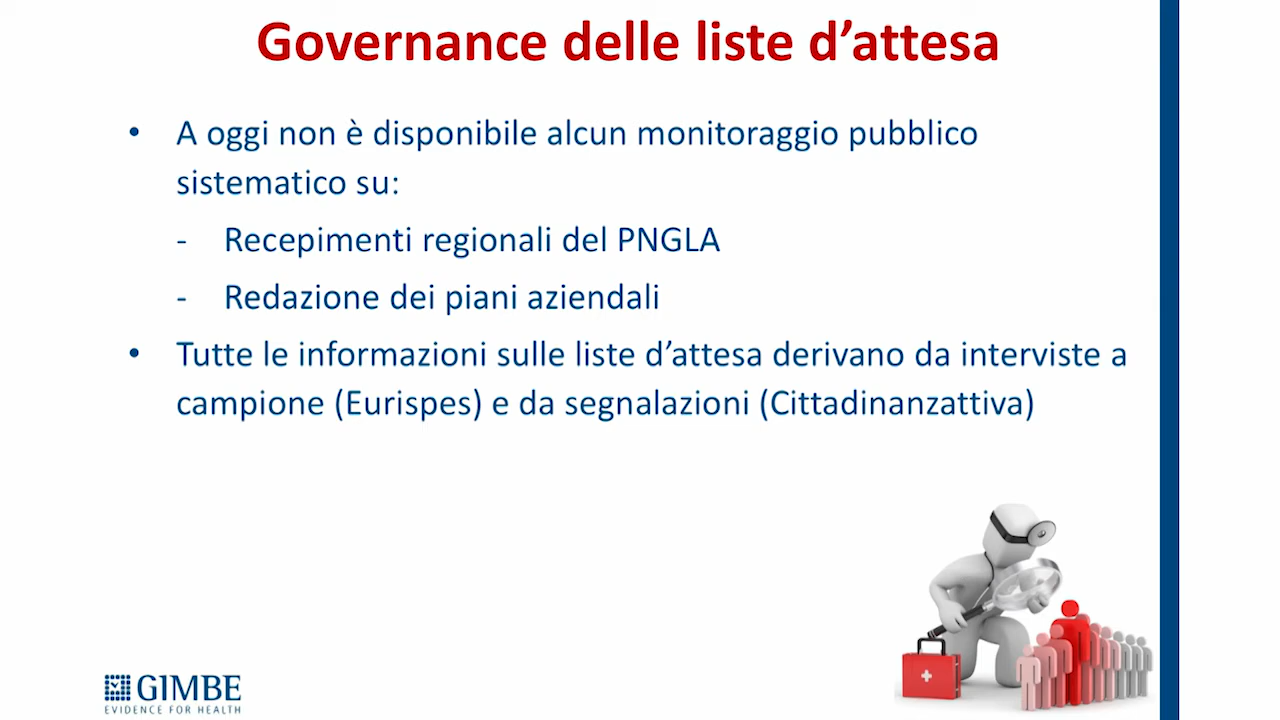 Governance delle liste d’attesa
• A oggi non è disponibile alcun monitoraggio pubblico
sistematico su:
- Recepimenti regionali del PNGLA
- Redazione dei piani aziendali
• Tutte le informazioni sulle liste d’attesa derivano da interviste a
campione (Eurispes) e da segnalazioni (Cittadinanzattiva)
GIMBE
EVIDENCE FOR HEALTH